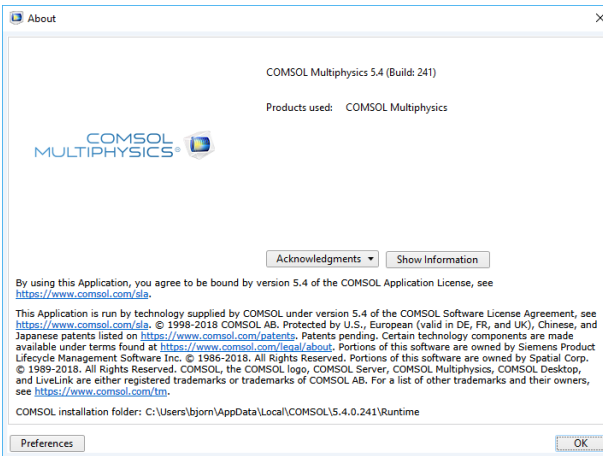 About
COMSOL Multiphysics 5.4 (Build: 241)
Products used: COMSOL Multiphysics
COMSOL
MULTIPHYSICS®
Acknowledgments Show Information
By using this Application, you agree to be bound by version 5.4 of the COMSOL Application License, see
https://www.comsol.com/sla.
This Application is run by technology supplied by COMSOL under version 5.4 of the COMSOL Software License Agreement, see
https://www.comsol.com/sla. © 1998-2018 COMSOL AB. Protected by U.S., European (valid in DE, FR, and UK), Chinese, and
Japanese patents listed on https://www.comsol.com/patents. Patents pending. Certain technology components are made
available under terms found at https://www.comsol.com/legal/about. Portions of this software are owned by Siemens Product
Lifecycle Management Software Inc. © 1986-2018. All Rights Reserved. Portions of this software are owned by Spatial Corp.
© 1989-2018. All Rights Reserved. COMSOL, the COMSOL logo, COMSOL Server, COMSOL Multiphysics, COMSOL Desktop,
and LiveLink are either registered trademarks or trademarks of COMSOL AB. For a list of other trademarks and their owners,
see https://www.comsol.com/tm.
COMSOL installation folder: C:\Users\bjorn\AppData\Local\COMSOL\5.4.0.241\Runtime
Preferences OK